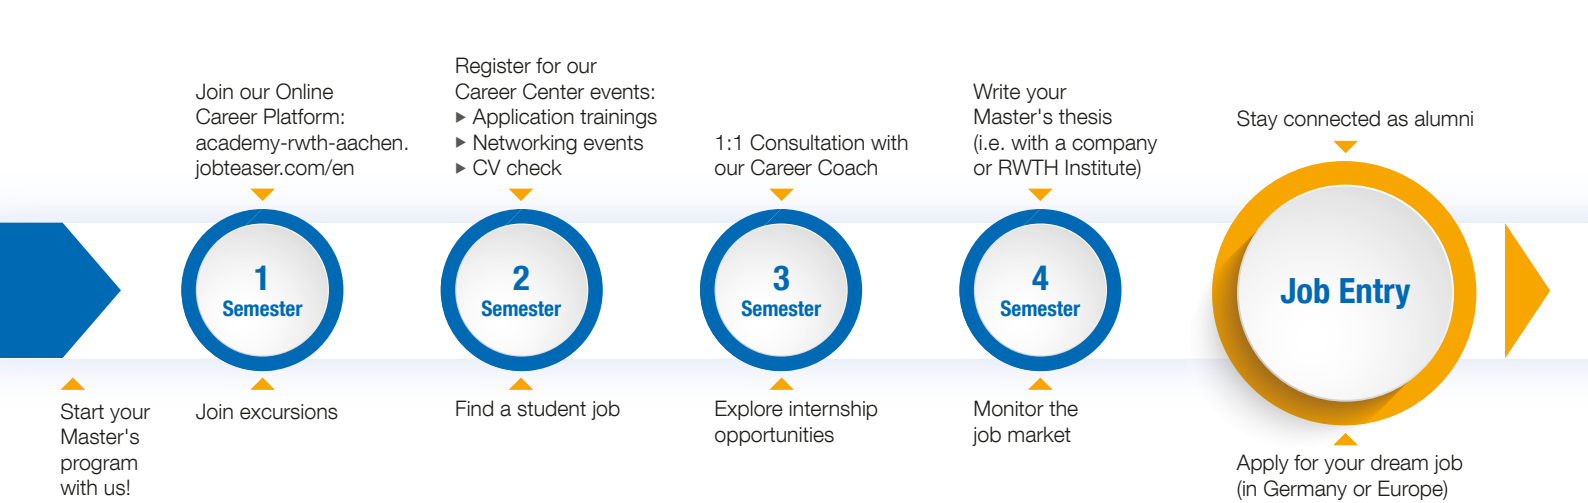 Start your
Master's
program
with us!
Join our Online
Career Platform:
academy-rwth-aachen.
jobteaser.com/en
1
Semester
Join excursions
Register for our
Career Center events:
▸ Application trainings
▸ Networking events
▸ CV check
2
Semester
Find a student job
1:1 Consultation with
our Career Coach
3
Semester
Explore internship
opportunities
Write your
Master's thesis
(i.e. with a company
or RWTH Institute)
4
Semester
Monitor the
job market
Stay connected as alumni
Job Entry
Apply for your dream job
(in Germany or Europe)